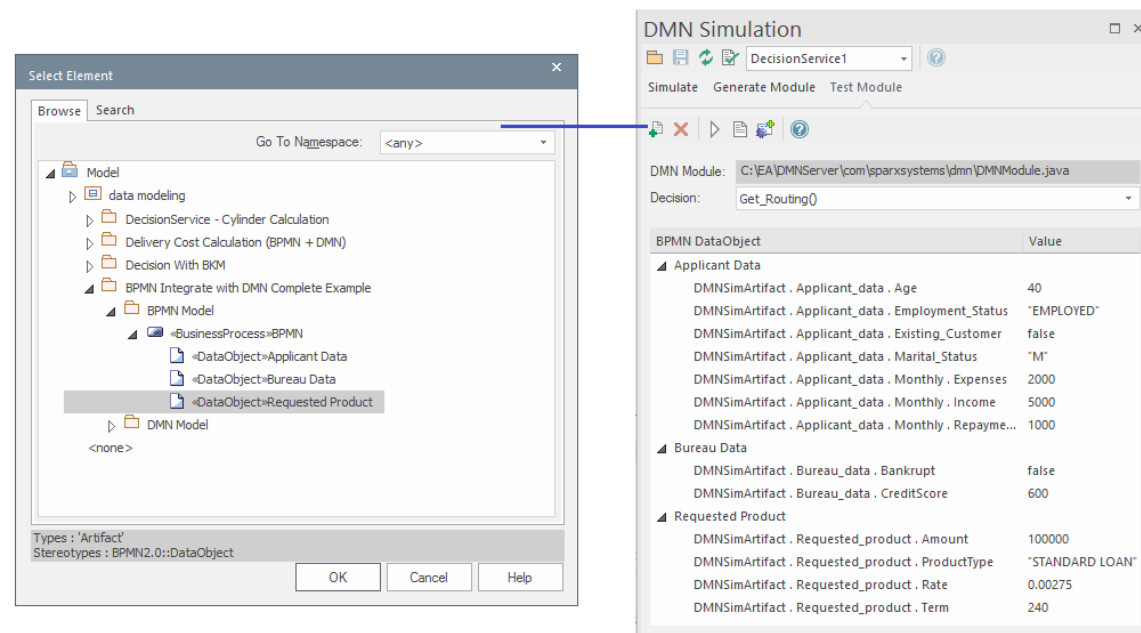 Select Element
Browse Search
Go To Namespace: <any>
Model
data modeling
DecisionService - Cylinder Calculation
Delivery Cost Calculation (BPMN + DMN)
Decision With BKM
BPMN Integrate with DMN Complete Example
BPMN Model
«BusinessProcess»BPMN
«DataObject»Applicant Data
«DataObject»Bureau Data
«DataObject»Requested Product
DMN Model
<none>
Types : 'Artifact'
Stereotypes : BPMN2.0::DataObject
OK Cancel Help
DMN Simulation
DecisionService1
Simulate Generate Module Test Module
DMN Module: C:\EA\DMNServer\com\sparxsystems\dmn\DMNModule.java
Decision: Get_Routing()
BPMN DataObject Value
Applicant Data
DMNSimArtifact . Applicant_data . Age 40
DMNSimArtifact . Applicant_data . Employment_Status "EMPLOYED"
DMNSimArtifact . Applicant_data . Existing_Customer false
DMNSimArtifact . Applicant_data . Marital_Status "M"
DMNSimArtifact . Applicant_data . Monthly . Expenses 2000
DMNSimArtifact . Applicant_data . Monthly . Income 5000
DMNSimArtifact . Applicant_data . Monthly . Repayme... 1000
Bureau Data
DMNSimArtifact . Bureau_data . Bankrupt false
DMNSimArtifact . Bureau_data . CreditScore 600
Requested Product
DMNSimArtifact . Requested_product . Amount 100000
DMNSimArtifact . Requested_product . ProductType "STANDARD LOAN"
DMNSimArtifact . Requested_product . Rate 0.00275
DMNSimArtifact . Requested_product . Term 240